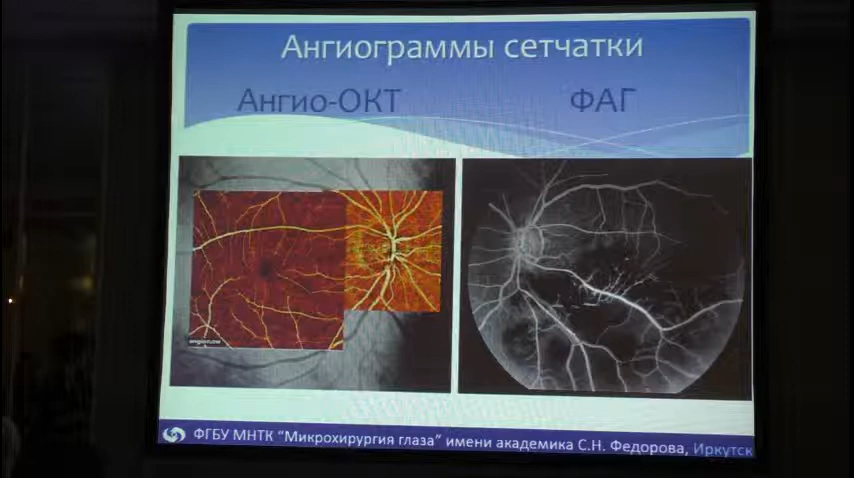 Ангиограммы сетчатки
Ангио-ОКТ
ФАГ
ФГБУ МНТК "Микрохирургия глаза" имени академика С.Н. Федорова, Иркутск